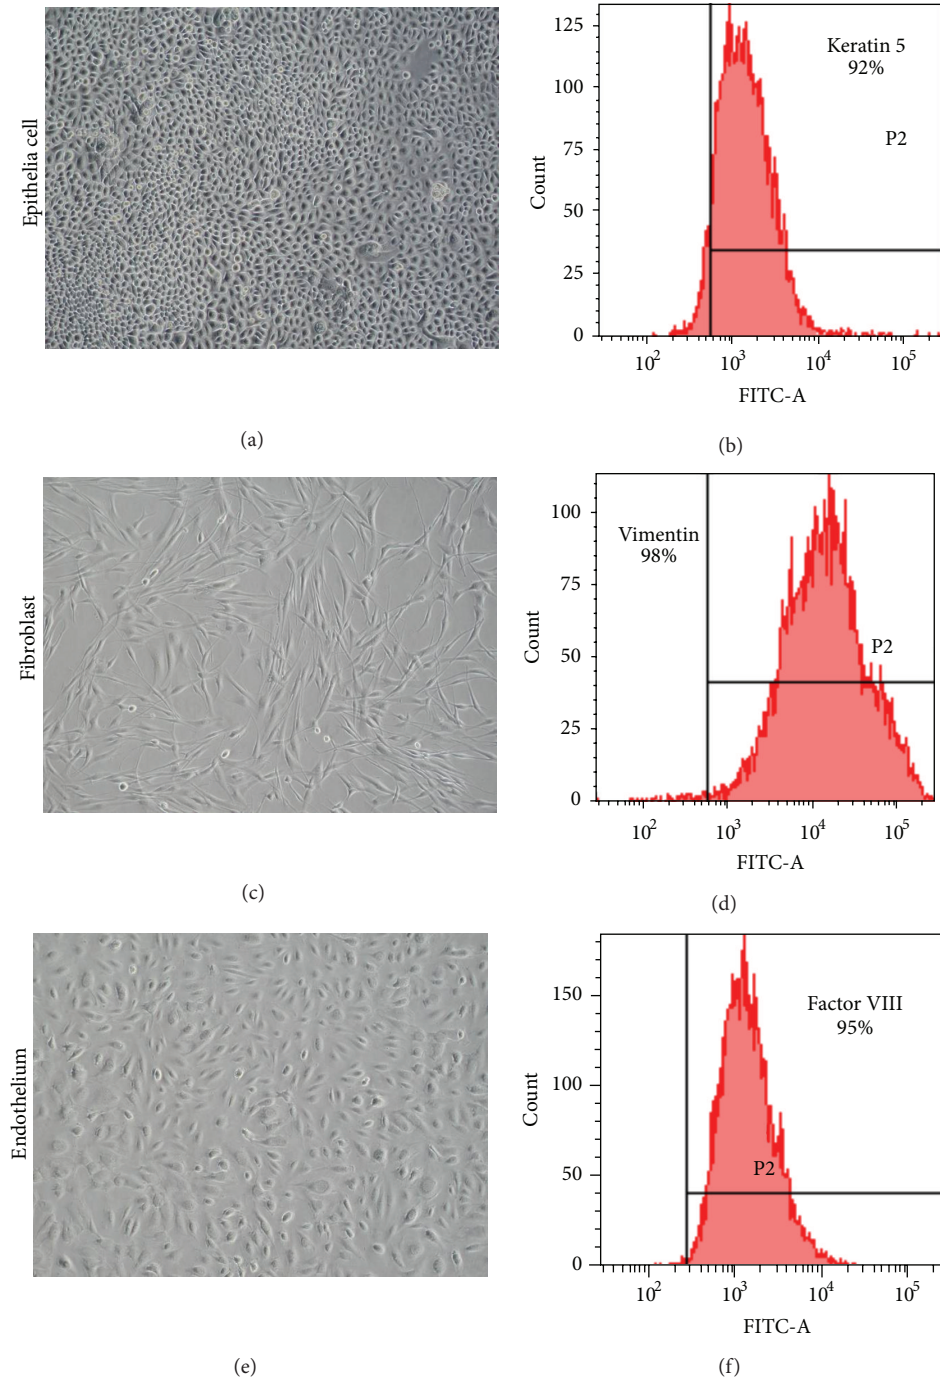 Epithelia cell
125
100
75
50
25
0
Count
Keratin 5
92%
P2
10²
10³
10⁴
10⁵
FITC-A
(a)
(b)
Fibroblast
100
75
50
25
0
Count
Vimentin
98%
P2
10²
10³
10⁴
10⁵
FITC-A
(c)
(d)
Endothelium
150
100
50
0
Count
Factor VIII
95%
P2
10²
10³
10⁴
10⁵
FITC-A
(e)
(f)